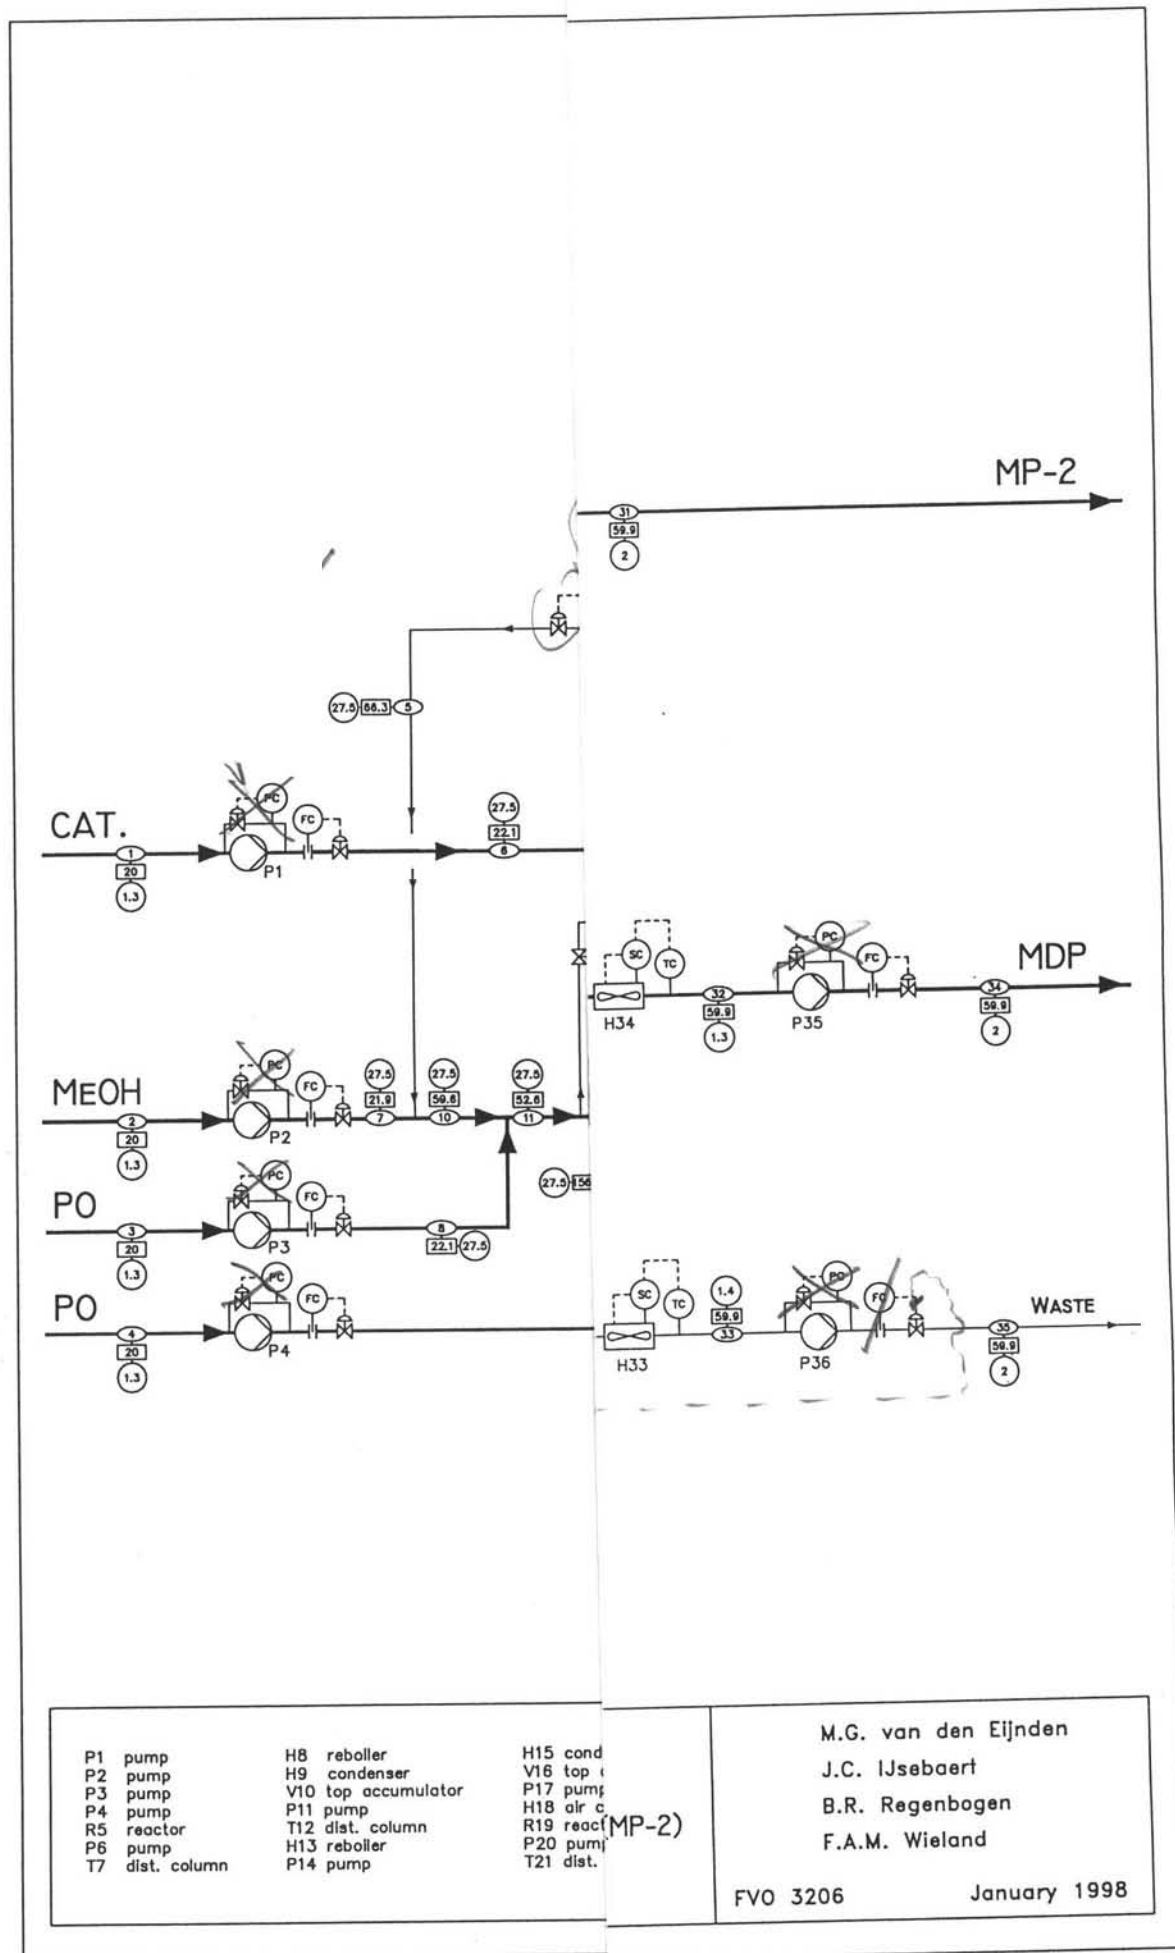 MP-2
31
59.9
2
27.5 66.3 5
CAT.
1
20
1.3
PC
FC
P1
27.5
22.1
6
SC
TC
H34
32
59.9
1.3
PC
FC
P35
34
59.9
2
MDP
MEOH
2
20
1.3
PC
FC
P2
27.5
21.9
7
27.5
59.6
10
27.5
52.6
11
27.5 156
PO
3
20
1.3
PC
FC
P3
8
22.1 27.5
PO
4
20
1.3
PC
FC
P4
SC
TC
H33
1.4
59.9
33
PC
FC
P36
35
59.9
2
WASTE
P1 pump
P2 pump
P3 pump
P4 pump
R5 reactor
P6 pump
T7 dist. column
H8 reboiler
H9 condenser
V10 top accumulator
P11 pump
T12 dist. column
H13 reboiler
P14 pump
H15 cond
V16 top
P17 pump
H18 air c
R19 react
P20 pump
T21 dist.
(MP-2)
M.G. van den Eijnden
J.C. IJsebaert
B.R. Regenbogen
F.A.M. Wieland
FVO 3206 January 1998